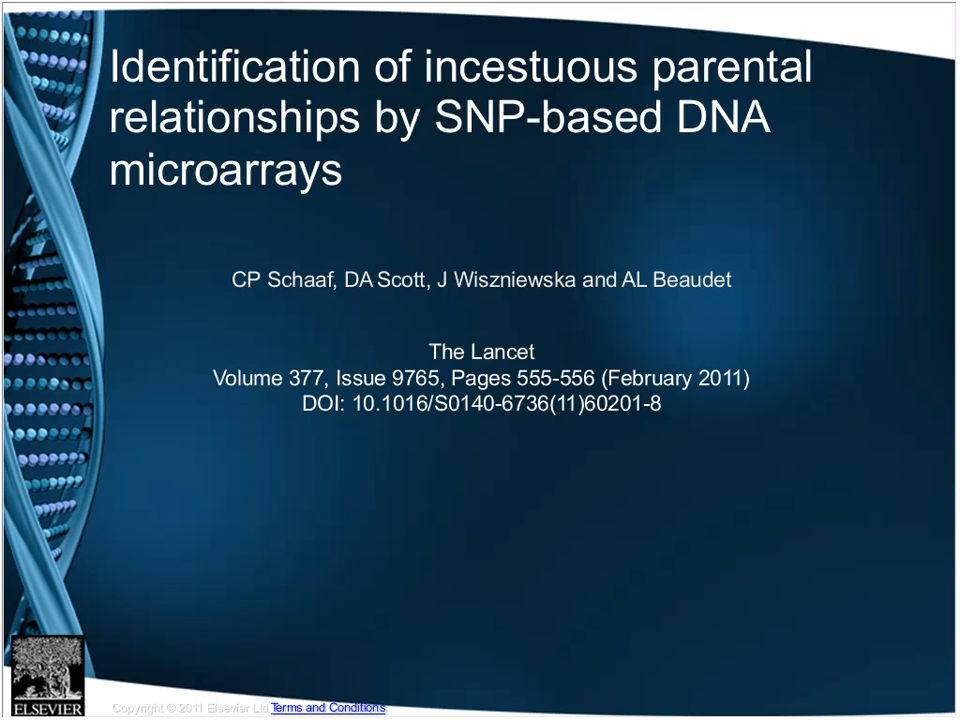 Identification of incestuous parental
relationships by SNP-based DNA
microarrays
CP Schaaf, DA Scott, J Wiszniewska and AL Beaudet
The Lancet
Volume 377, Issue 9765, Pages 555-556 (February 2011)
DOI: 10.1016/S0140-6736(11)60201-8
ELSEVIER
Copyright © 2011 Elsevier Ltd Terms and Conditions